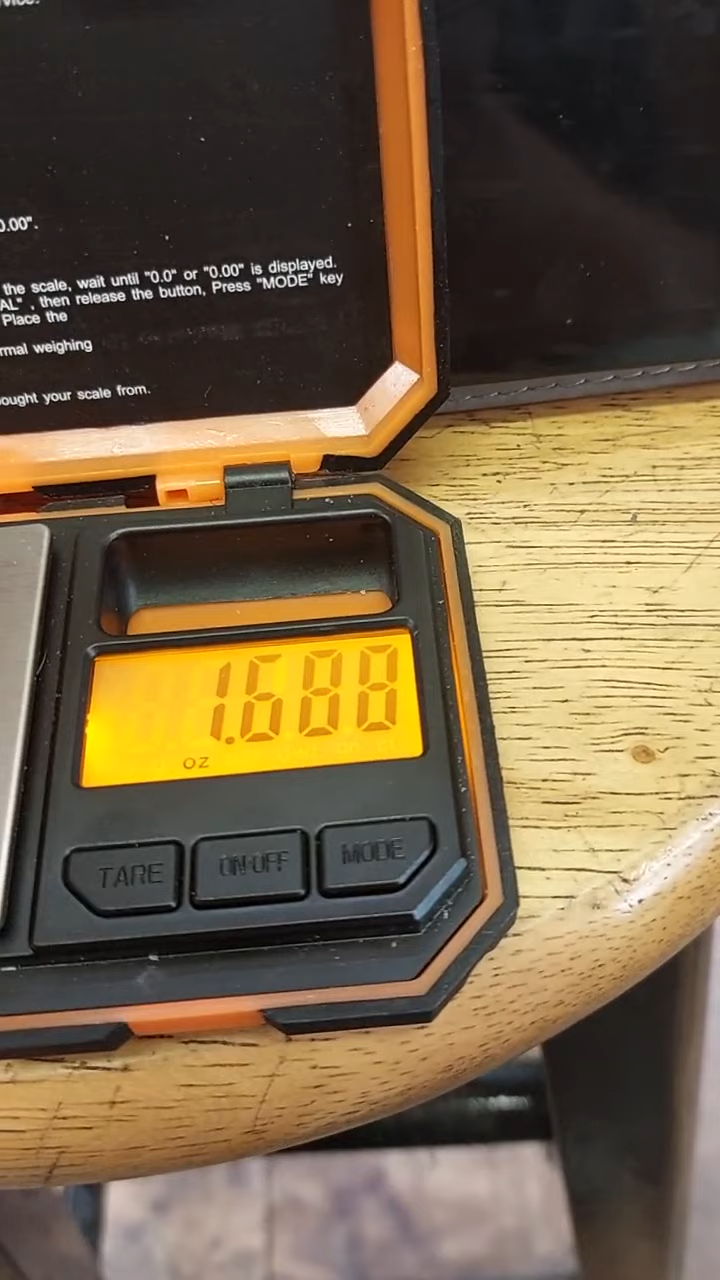 0.00".
the scale, wait until "0.0" or "0.00" is displayed.
AL" , then release the button, Press "MODE" key
Place the
rmal weighing
ought your scale from.
1.688
oz
TARE
ON·OFF
MODE